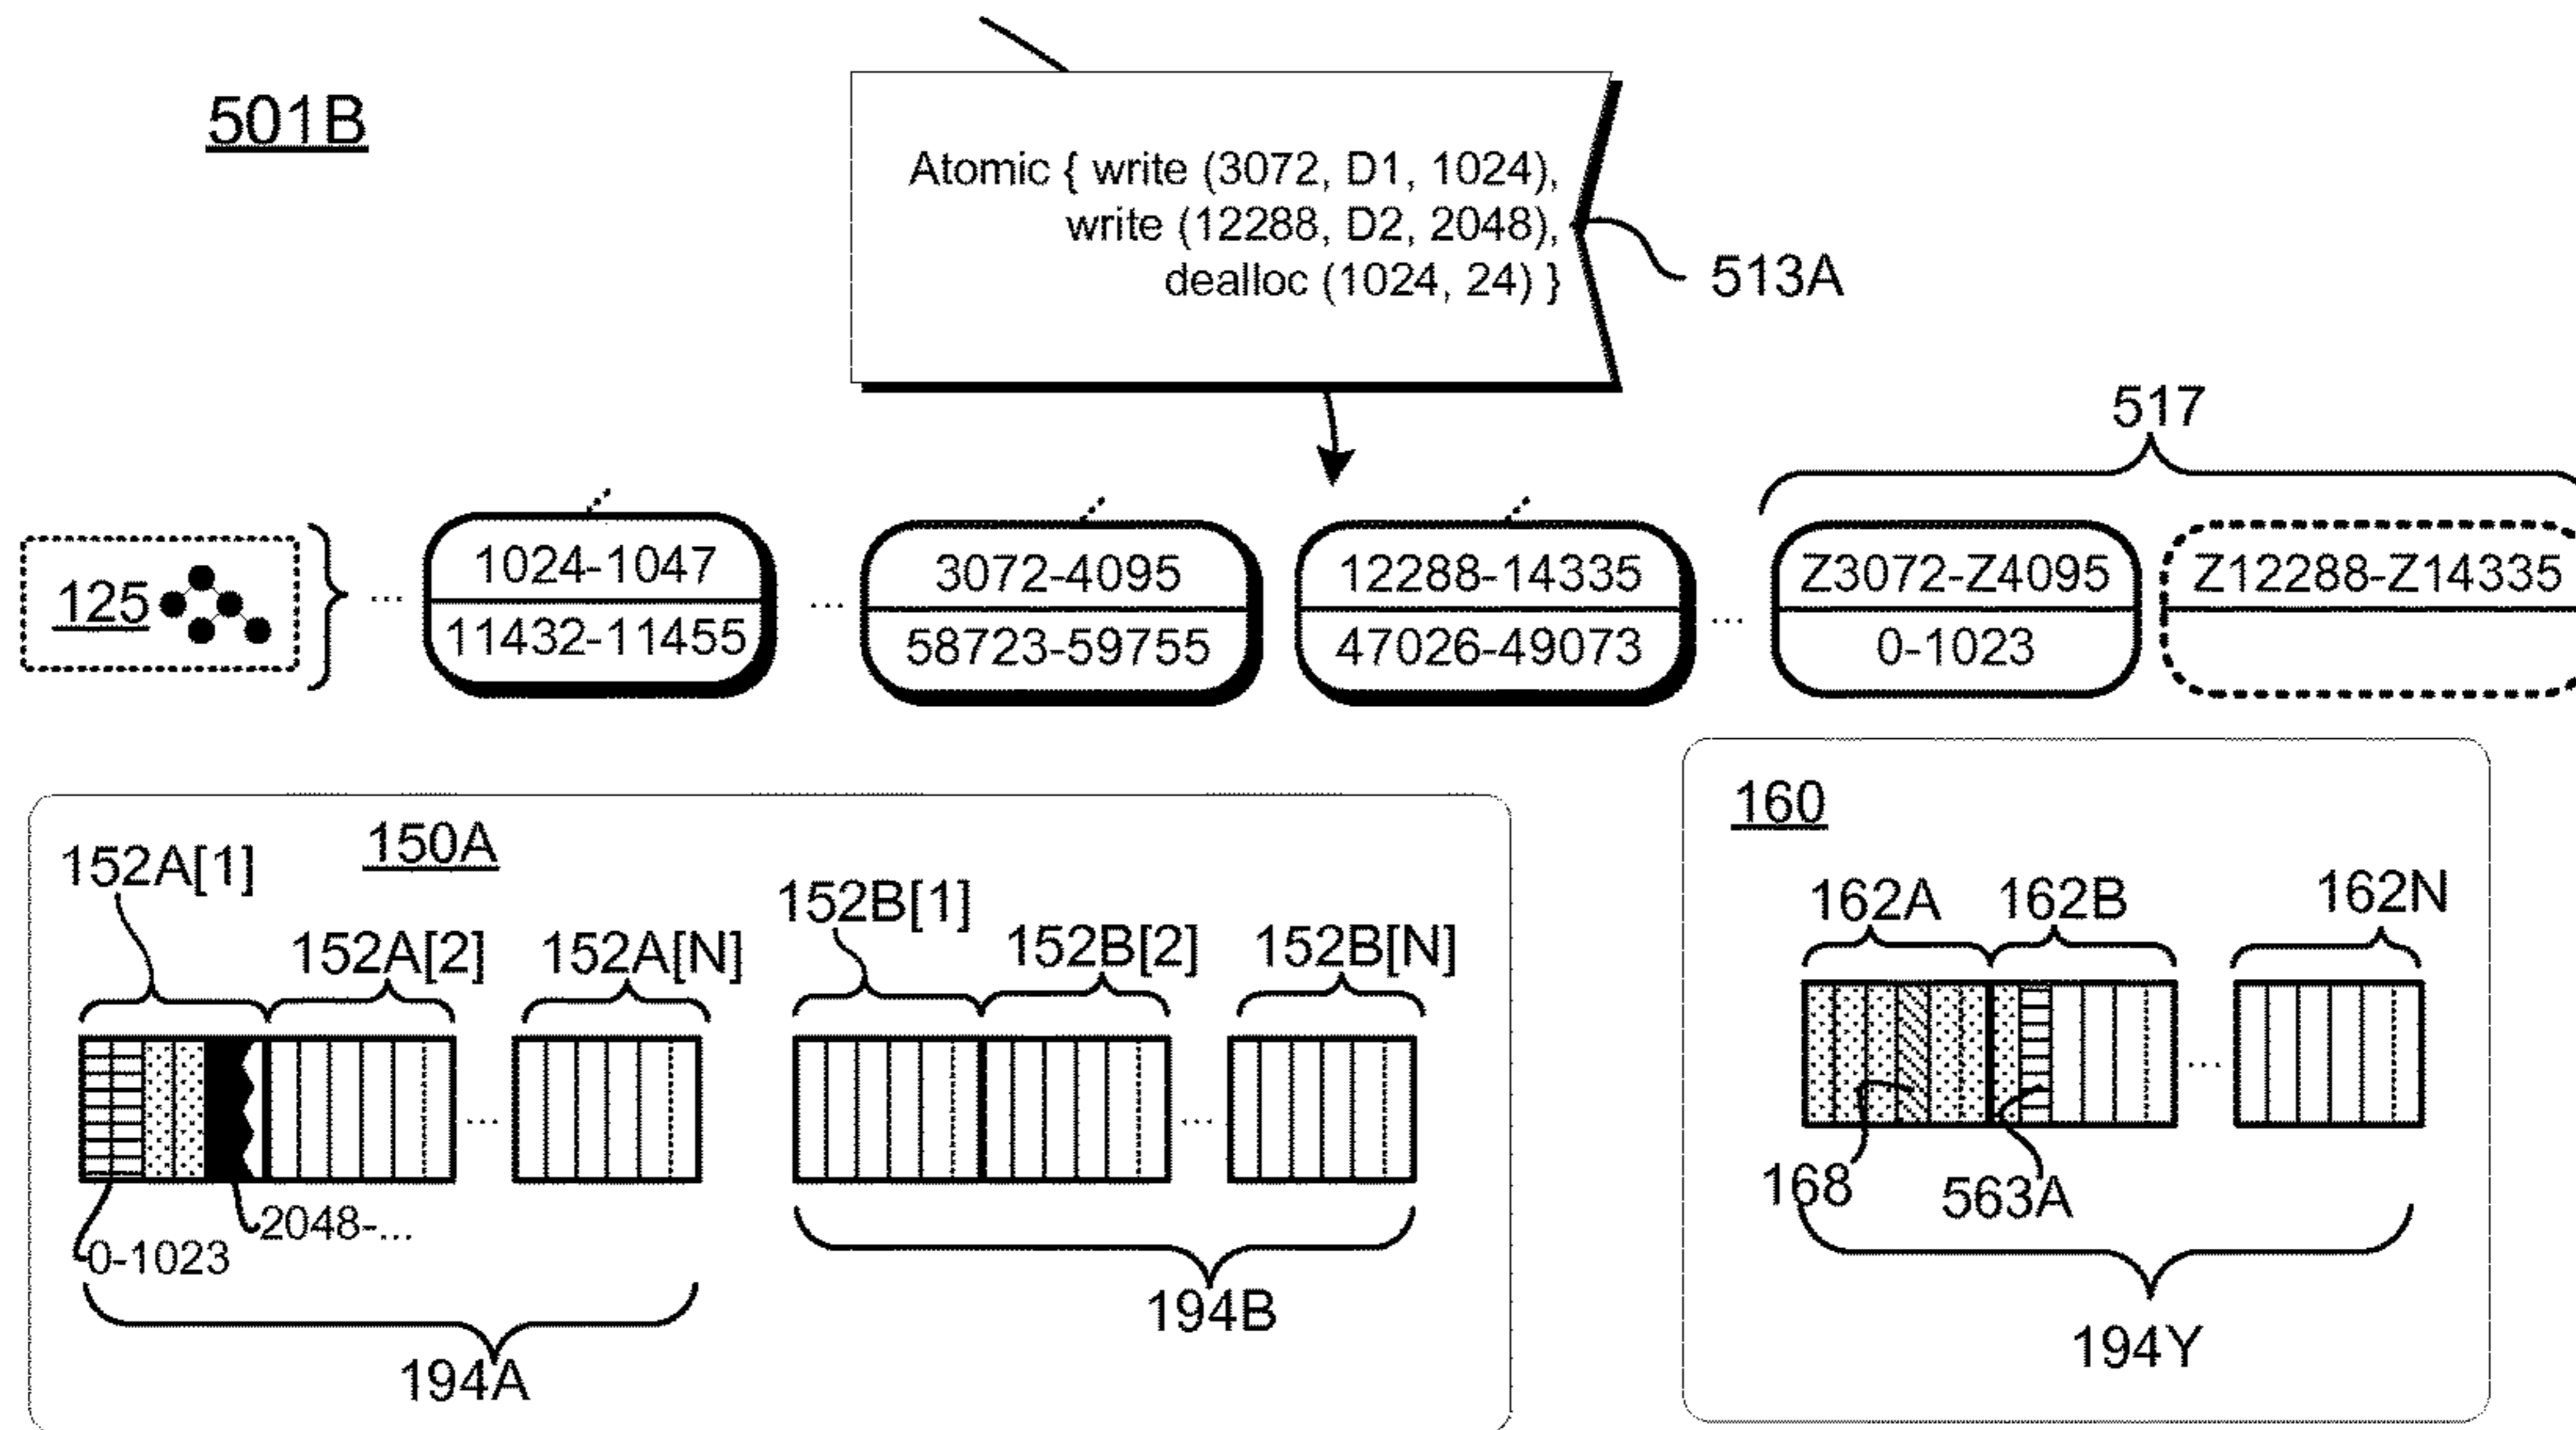 501B
Atomic { write (3072, D1, 1024),
write (12288, D2, 2048),
dealloc (1024, 24) }
513A
517
125
...
1024-1047
11432-11455
...
3072-4095
58723-59755
12288-14335
47026-49073
...
Z3072-Z4095
0-1023
Z12288-Z14335
150A
152A[1]
152A[2]
152A[N]
152B[1]
152B[2]
152B[N]
...
...
2048-...
0-1023
194A
194B
160
162A
162B
162N
...
168
563A
194Y